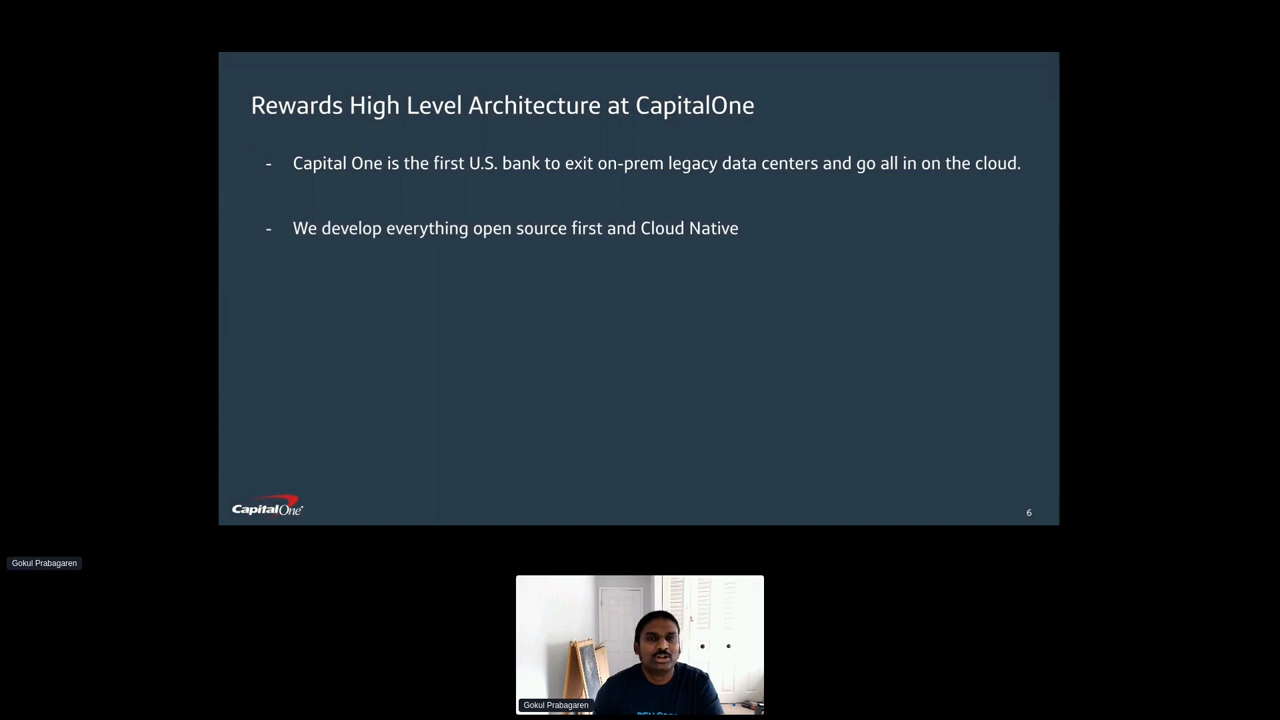 Rewards High Level Architecture at CapitalOne
- Capital One is the first U.S. bank to exit on-prem legacy data centers and go all in on the cloud.
- We develop everything open source first and Cloud Native
CapitalOne
6
Gokul Prabagaren
Gokul Prabagaren